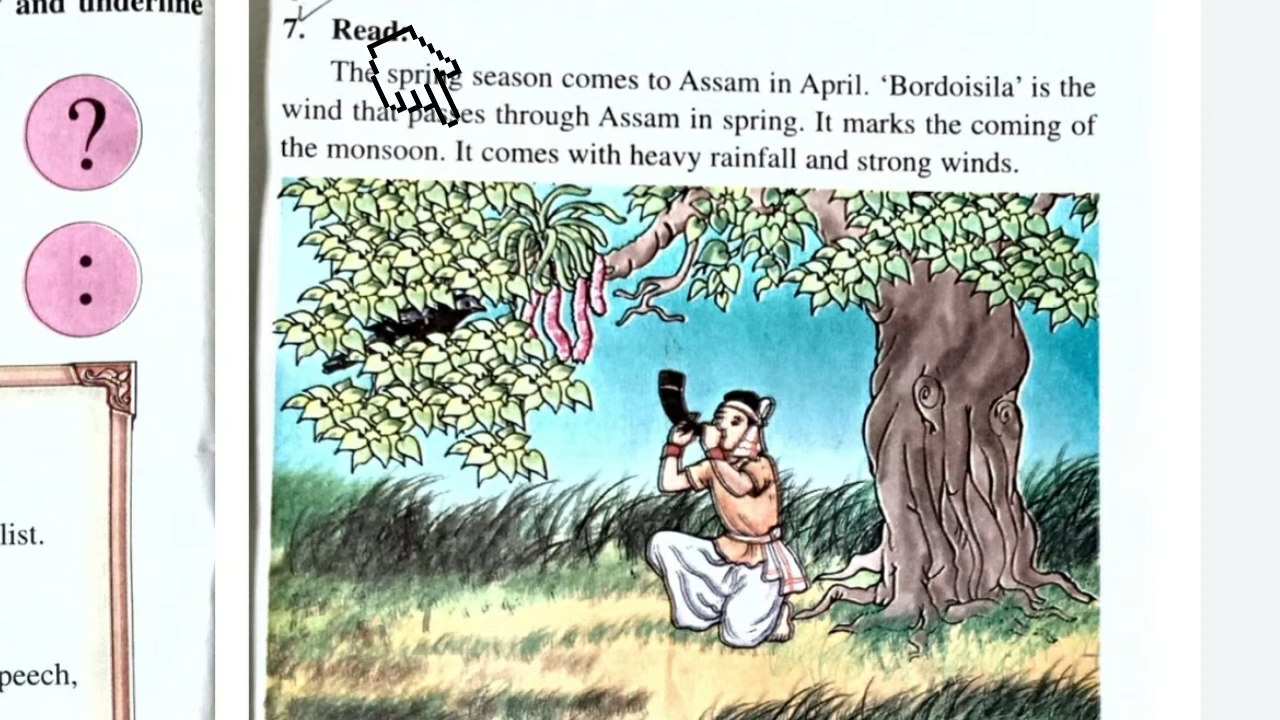 and underline
?
:
list.
peech,
7. Read:
The spring season comes to Assam in April. ‘Bordoisila’ is the
wind that passes through Assam in spring. It marks the coming of
the monsoon. It comes with heavy rainfall and strong winds.